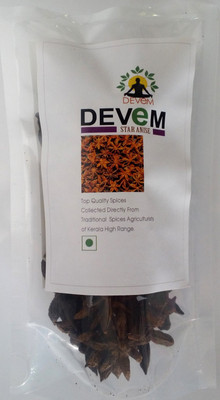 DEVeM
DEVeM
STAR ANISE
Top Quality Spices
Collected Directly From
Traditional Spices Agriculturists
of Kerala High Range